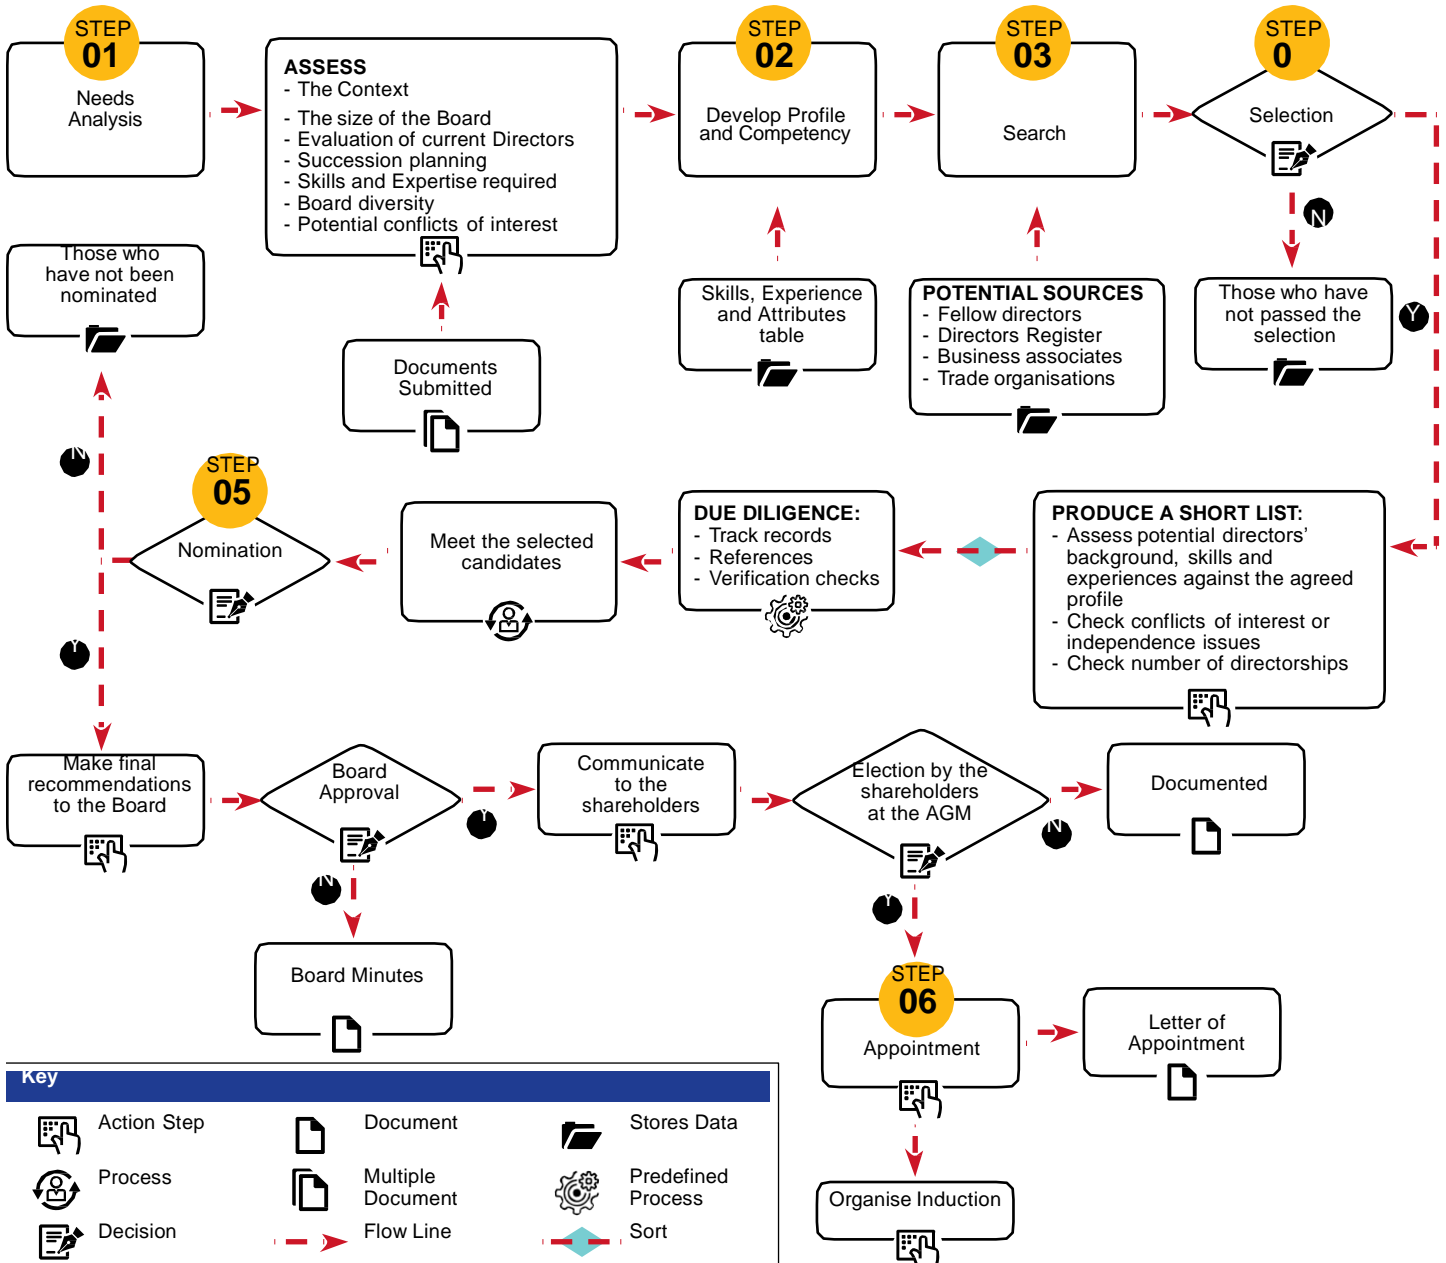 STEP
01
Needs
Analysis
ASSESS
- The Context
- The size of the Board
- Evaluation of current Directors
- Succession planning
- Skills and Expertise required
- Board diversity
- Potential conflicts of interest
STEP
02
Develop Profile
and Competency
STEP
03
Search
STEP
0
Selection
N
Y
Those who
have not been
nominated
Documents
Submitted
Skills, Experience
and Attributes
table
POTENTIAL SOURCES
- Fellow directors
- Directors Register
- Business associates
- Trade organisations
Those who have
not passed the
selection
N
STEP
05
Nomination
Meet the selected
candidates
DUE DILIGENCE:
- Track records
- References
- Verification checks
PRODUCE A SHORT LIST:
- Assess potential directors'
background, skills and
experiences against the agreed
profile
- Check conflicts of interest or
independence issues
- Check number of directorships
Y
Make final
recommendations
to the Board
Board
Approval
Y
N
Communicate
to the
shareholders
Election by the
shareholders
at the AGM
N
Y
Documented
Board Minutes
STEP
06
Appointment
Letter of
Appointment
Organise Induction
Key
Action Step
Document
Stores Data
Process
Multiple
Document
Predefined
Process
Decision
Flow Line
Sort